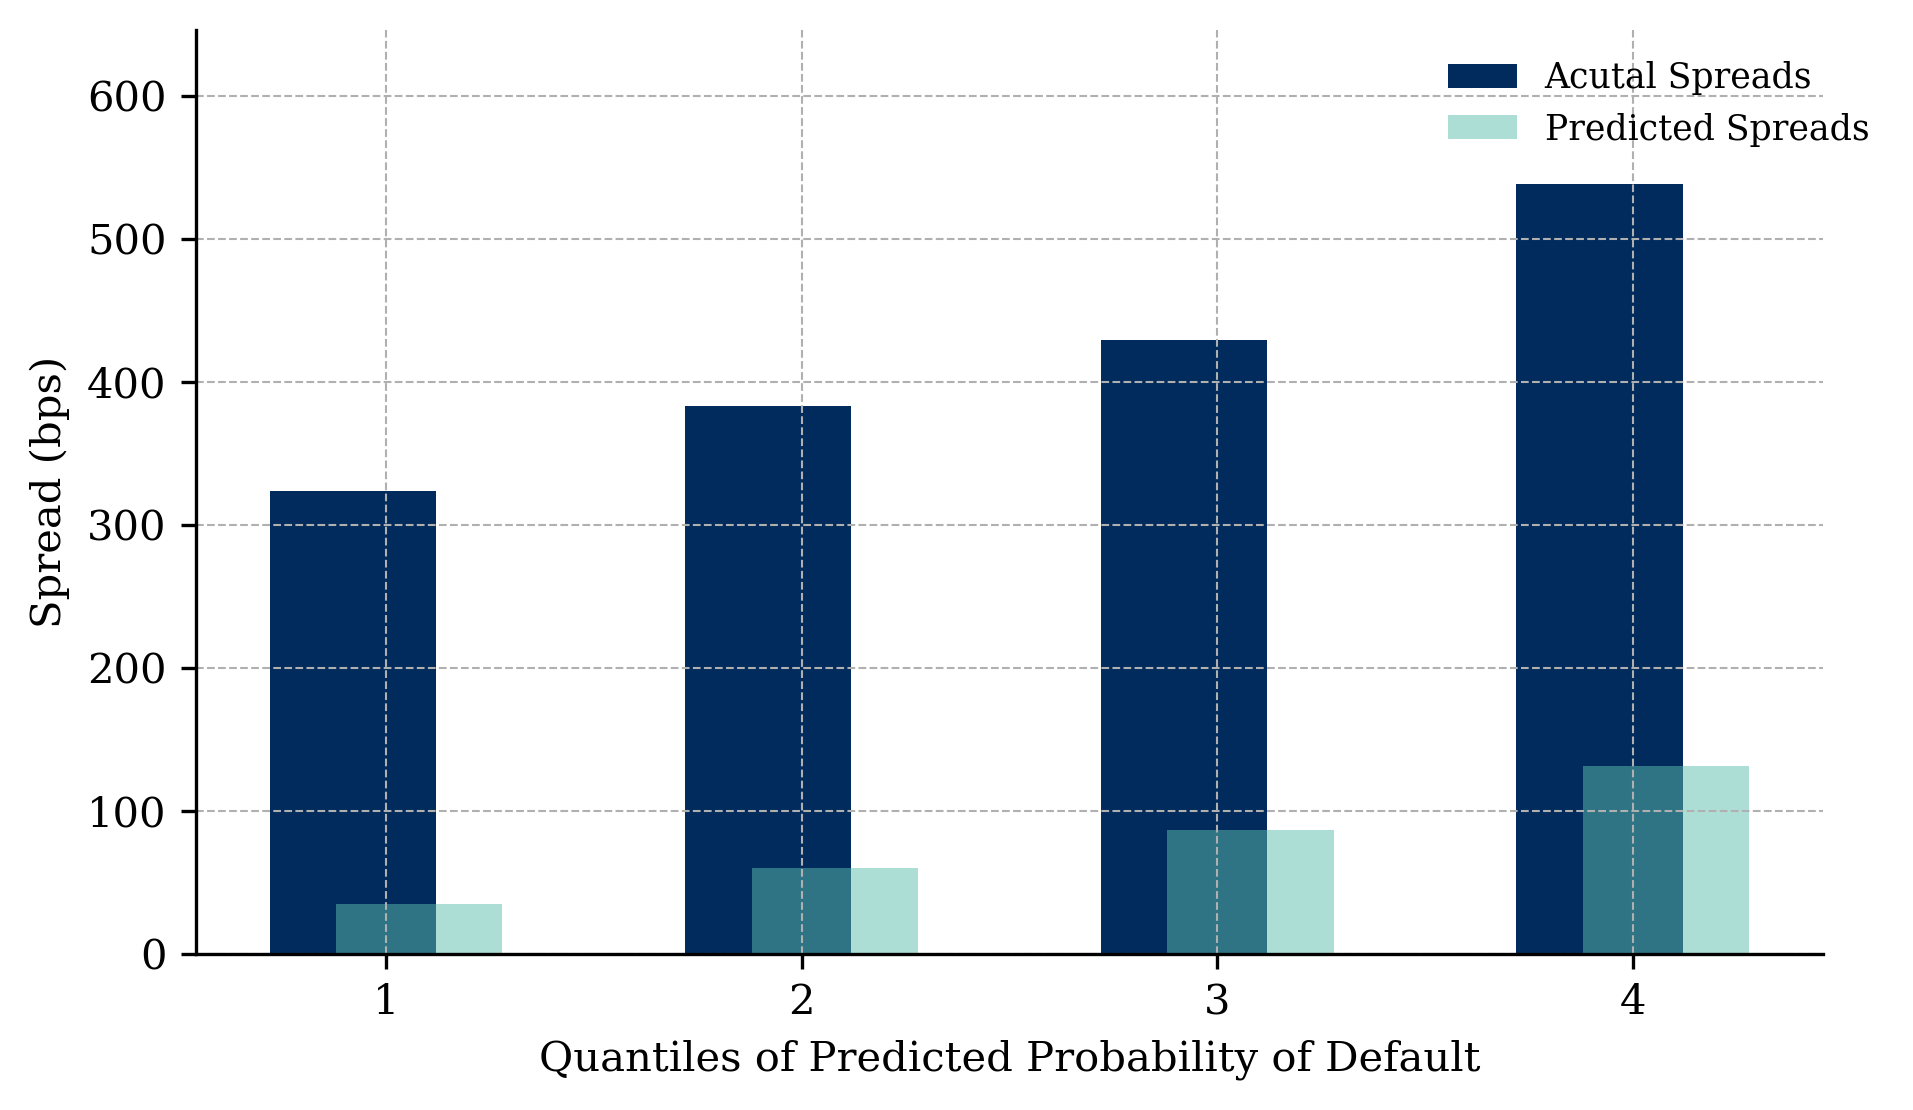 Acutal Spreads
Predicted Spreads
600
500
400
300
200
100
0
Spread (bps)
1 2 3 4
Quantiles of Predicted Probability of Default